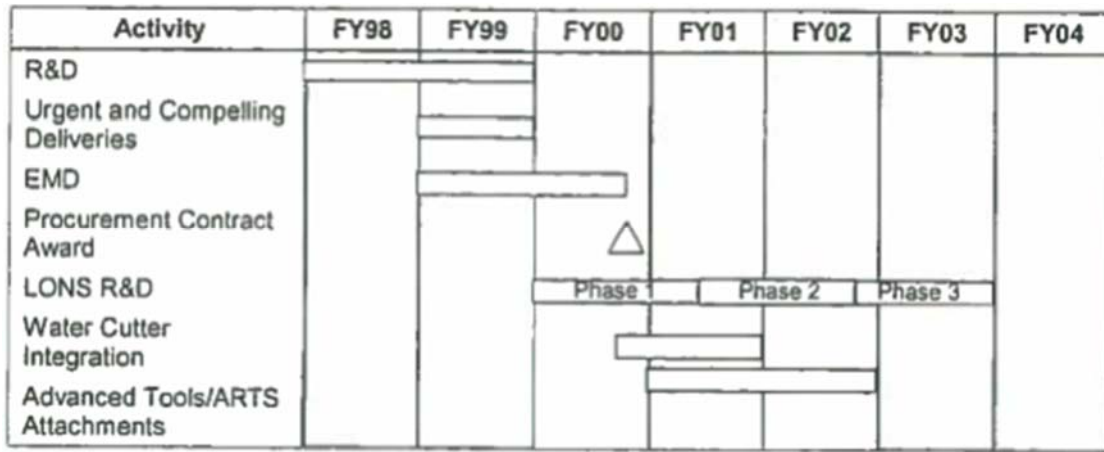 Activity FY98 FY99 FY00 FY01 FY02 FY03 FY04
R&D
Urgent and Compelling
Deliveries
EMD
Procurement Contract
Award
LONS R&D Phase 1 Phase 2 Phase 3
Water Cutter
Integration
Advanced Tools/ARTS
Attachments